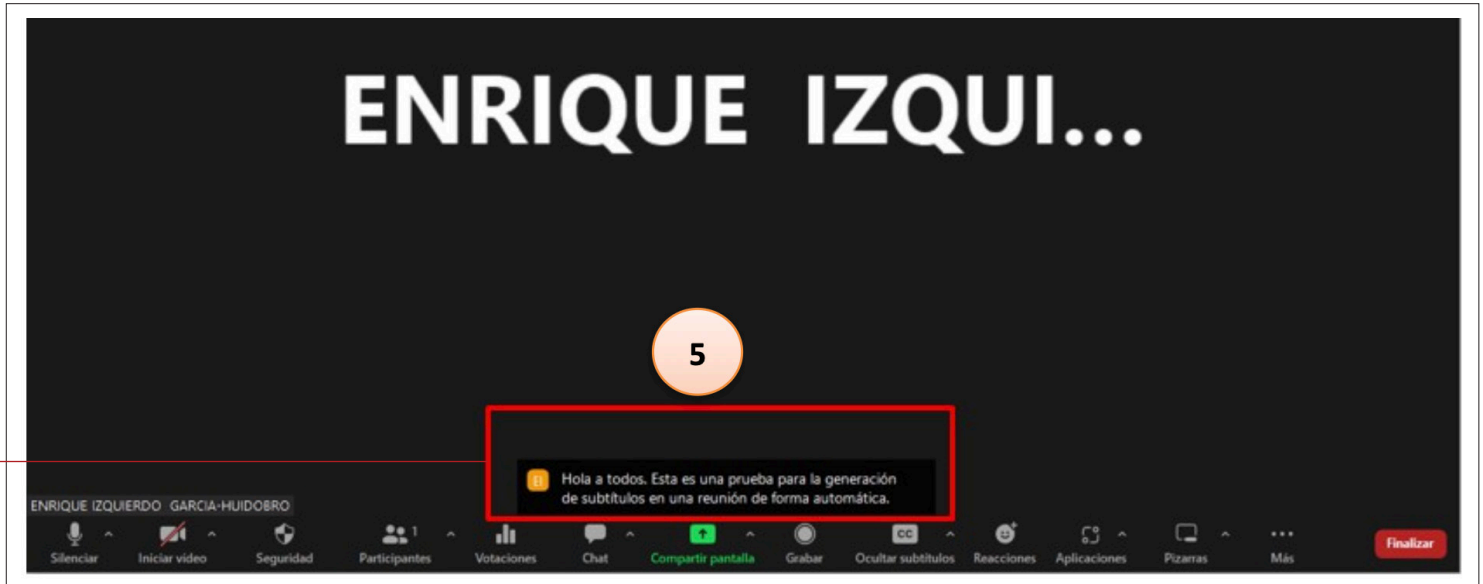 ENRIQUE IZQUI...
5
EI Hola a todos. Esta es una prueba para la generación
de subtítulos en una reunión de forma automática.
ENRIQUE IZQUIERDO GARCIA-HUIDOBRO
1
CC
Silenciar Iniciar video Seguridad Participantes Votaciones Chat Compartir pantalla Grabar Ocultar subtítulos Reacciones Aplicaciones Pizarras Más Finalizar